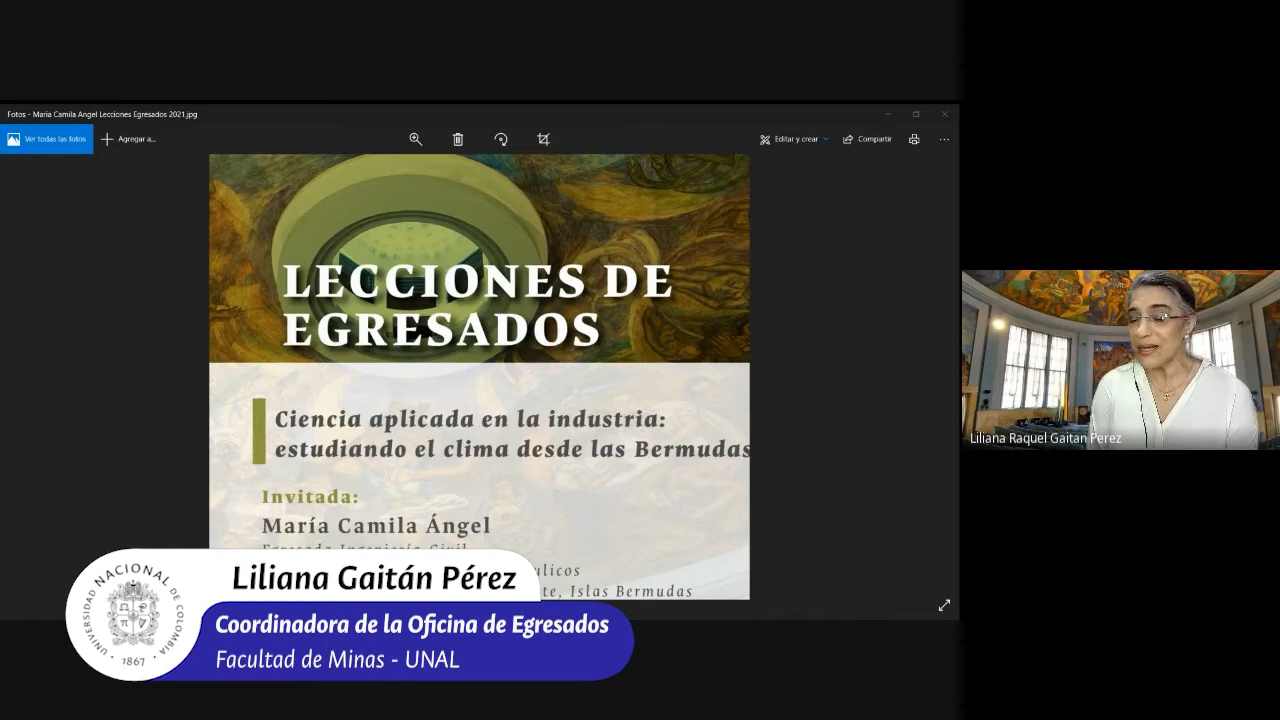 Fotos - Maria Camila Angel Lecciones Egresados 2021.jpg
Ver todas las fotos
Agregar a...
Editar y crear
Compartir
LECCIONES DE
EGRESADOS
Ciencia aplicada en la industria:
estudiando el clima desde las Bermudas
Invitada:
María Camila Ángel
Egresada Ingeniería Civil
Islas Bermudas
Liliana Raquel Gaitan Perez
UNIVERSIDAD NACIONAL DE COLOMBIA
1867
Liliana Gaitán Pérez
Coordinadora de la Oficina de Egresados
Facultad de Minas - UNAL